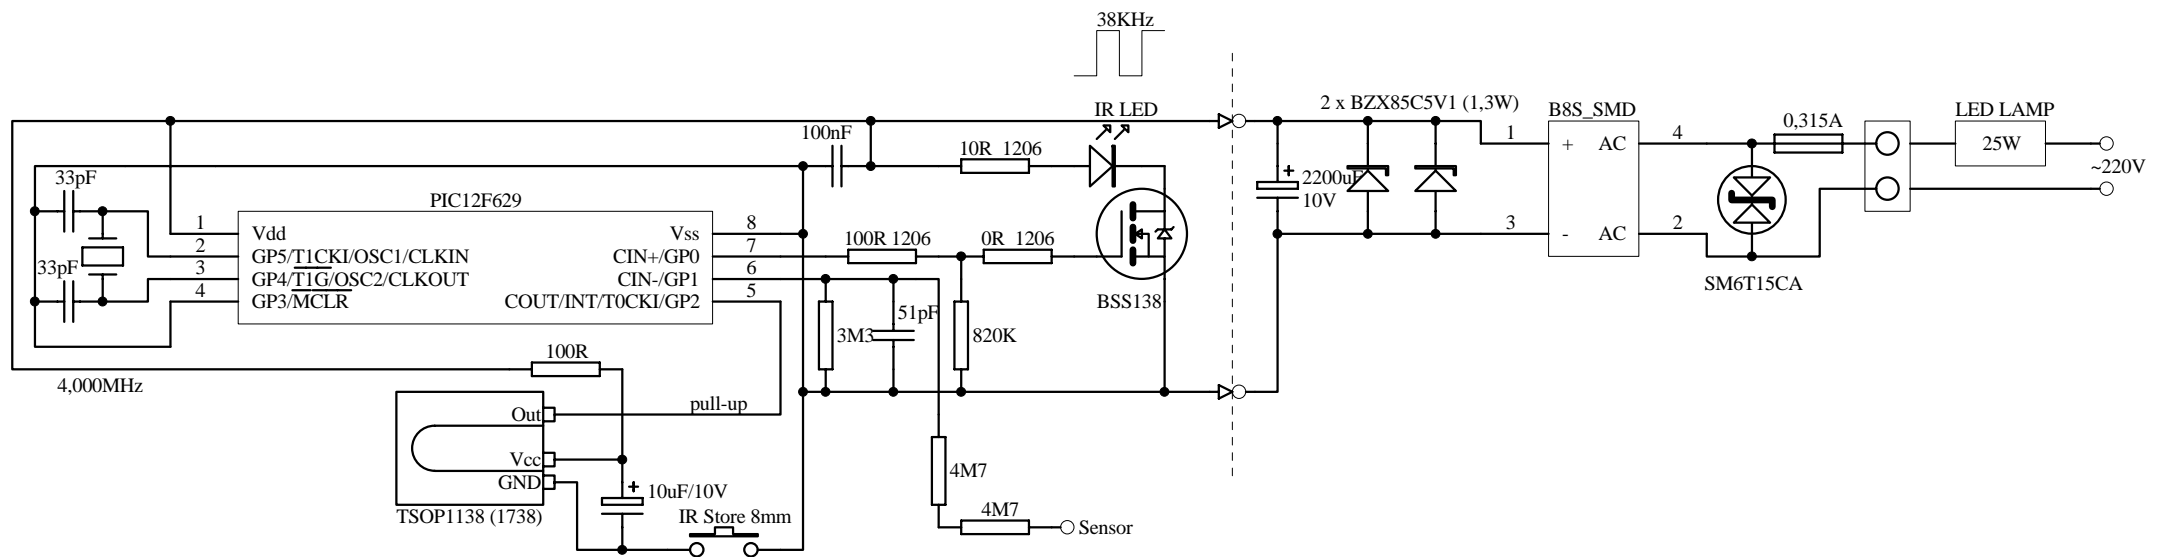 38KHz
IR LED
100nF
10R 1206
2 x BZX85C5V1 (1,3W)
B8S_SMD
0,315A
LED LAMP
25W
~220V
1
+
AC
4
2200uF
10V
3
-
AC
2
SM6T15CA
33pF
33pF
PIC12F629
1
Vdd
Vss
8
2
GP5/T1CKI/OSC1/CLKIN
CIN+/GP0
7
3
GP4/T1G/OSC2/CLKOUT
CIN-/GP1
6
4
GP3/MCLR
COUT/INT/T0CKI/GP2
5
100R 1206
0R 1206
BSS138
3M3
51pF
820K
100R
4,000MHz
pull-up
Out
Vcc
GND
TSOP1138 (1738)
+
10uF/10V
IR Store 8mm
4M7
4M7
Sensor
+